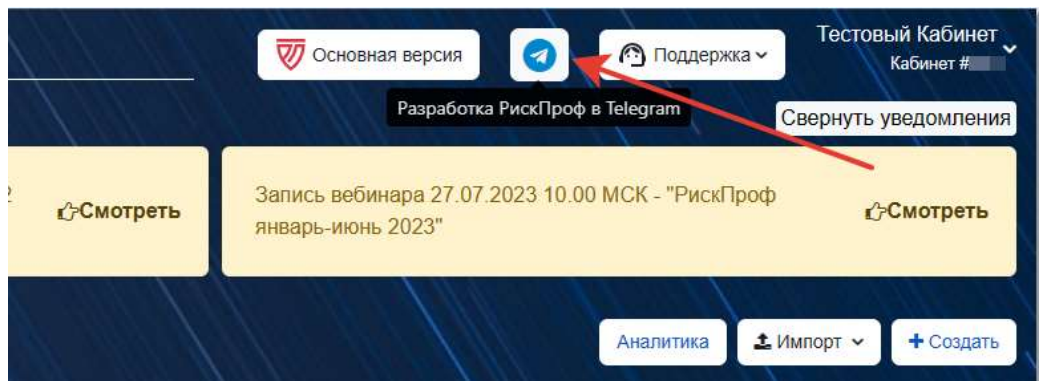 Основная версия
Поддержка
Тестовый Кабинет
Кабинет #
Разработка РискПроф в Telegram
Свернуть уведомления
2
Смотреть
Запись вебинара 27.07.2023 10.00 МСК - "РискПроф
январь-июнь 2023"
Смотреть
Аналитика
Импорт
+ Создать